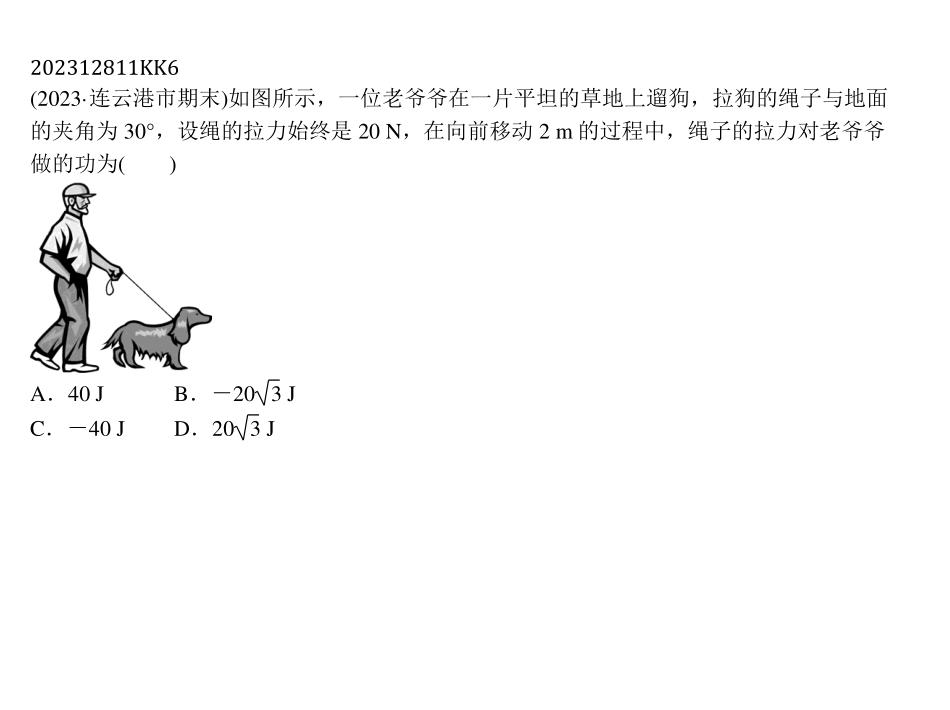 202312811KK6
(2023·连云港市期末)如图所示，一位老爷爷在一片平坦的草地上遛狗，拉狗的绳子与地面
的夹角为 30°，设绳的拉力始终是 20 N，在向前移动 2 m 的过程中，绳子的拉力对老爷爷
做的功为(　　)
A．40 J　　　B．－20√3 J
C．－40 J　　D．20√3 J